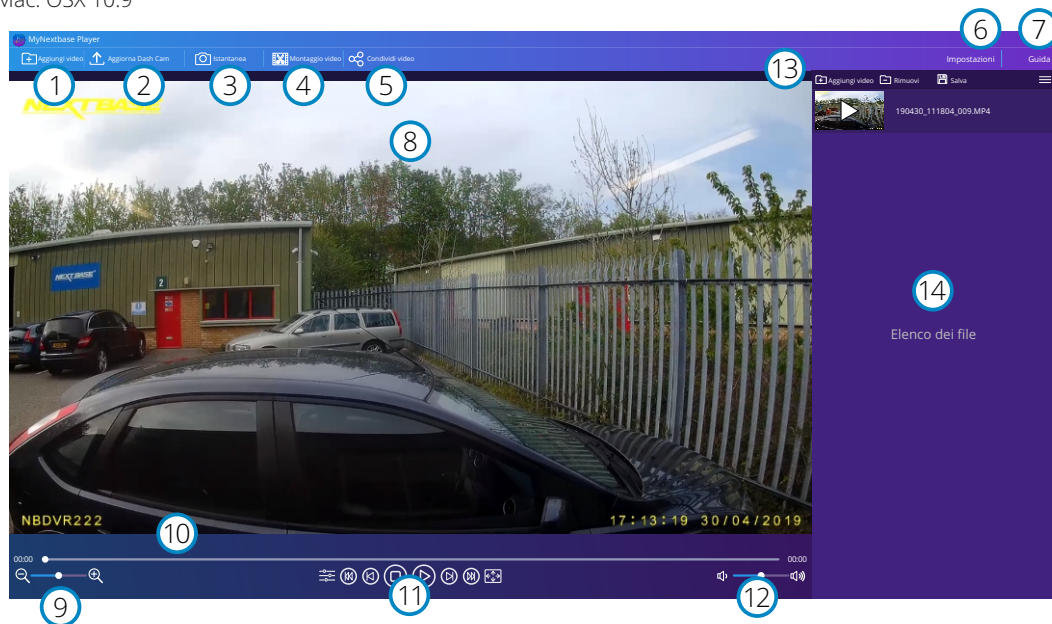 Mac: OSX 10.9
MyNextbase Player
6
7
Aggiungi video
Aggiorna Dash Cam
Istantanea
Montaggio video
Condividi video
Impostazioni
Guida
1
2
3
4
5
13
Aggiungi video
Rimuovi
Salva
NEXTBASE
190430_111804_009.MP4
8
NEXTBASE
2
14
Elenco dei file
NBDVR222
17:13:19 30/04/2019
10
00:00
00:00
9
11
12